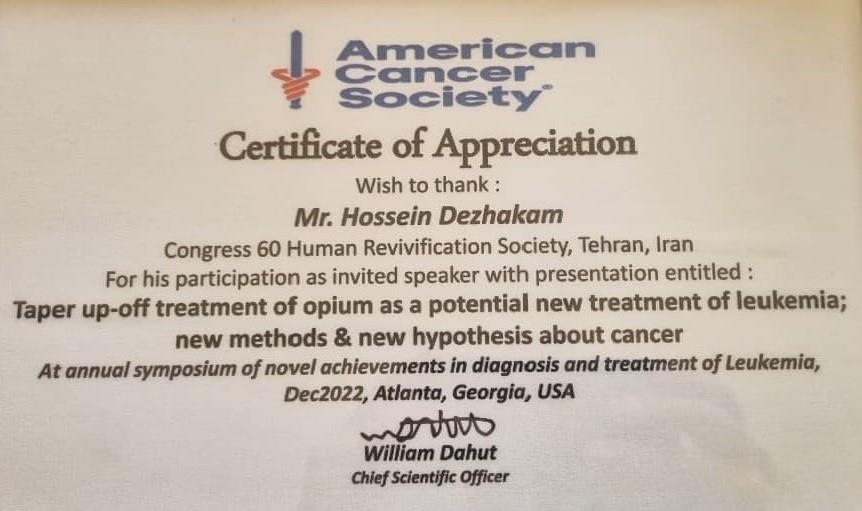 American
Cancer
Society®
Certificate of Appreciation
Wish to thank :
Mr. Hossein Dezhakam
Congress 60 Human Revivification Society, Tehran, Iran
For his participation as invited speaker with presentation entitled :
Taper up-off treatment of opium as a potential new treatment of leukemia;
new methods & new hypothesis about cancer
At annual symposium of novel achievements in diagnosis and treatment of Leukemia,
Dec2022, Atlanta, Georgia, USA
William Dahut
Chief Scientific Officer